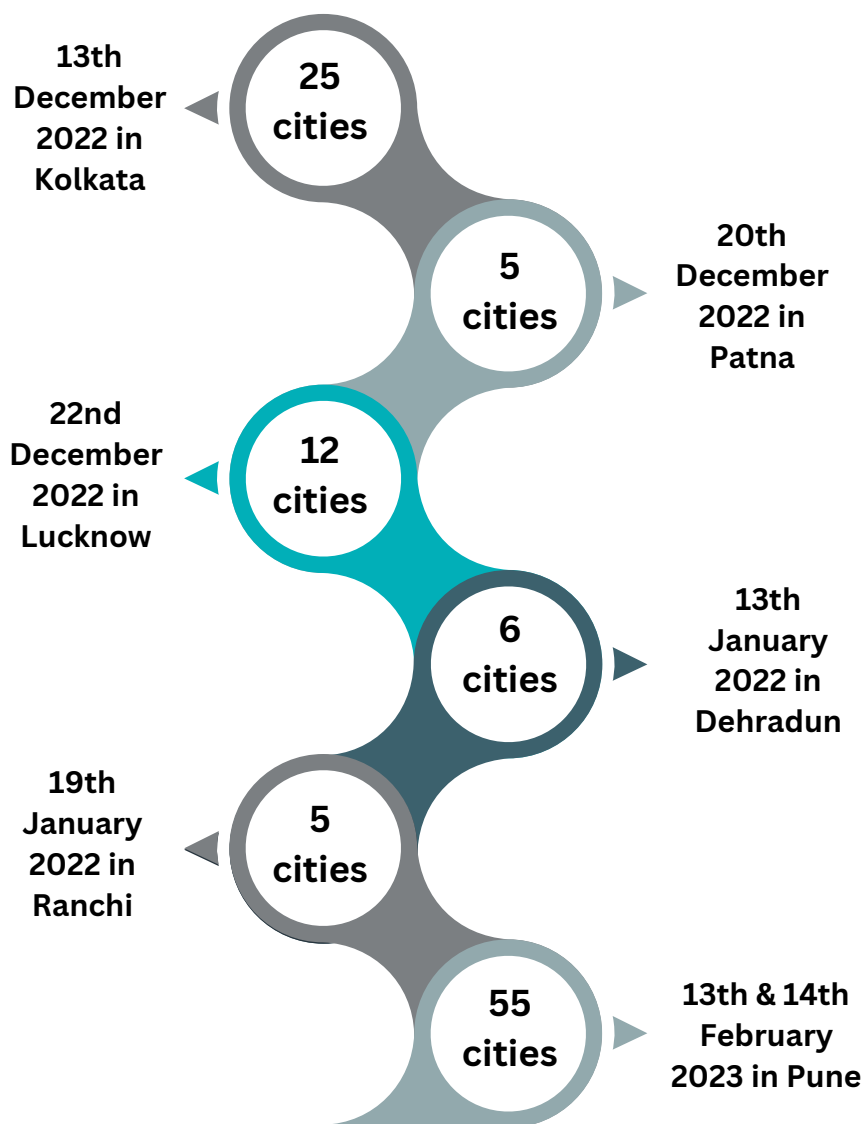 13th
December
2022 in
Kolkata
25
cities
5
cities
20th
December
2022 in
Patna
22nd
December
2022 in
Lucknow
12
cities
6
cities
13th
January
2022 in
Dehradun
19th
January
2022 in
Ranchi
5
cities
55
cities
13th & 14th
February
2023 in Pune